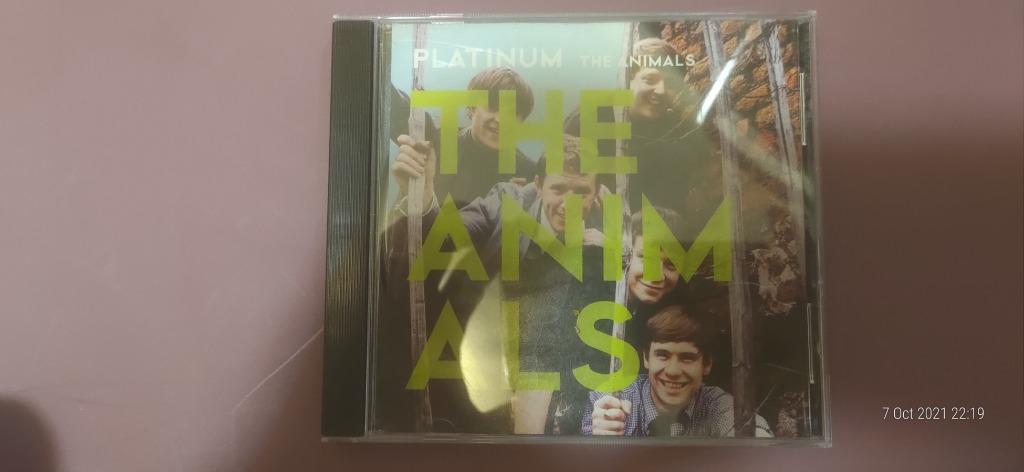 PLATINUM THE ANIMALS
THE
ANIM
ALS
7 Oct 2021 22:19